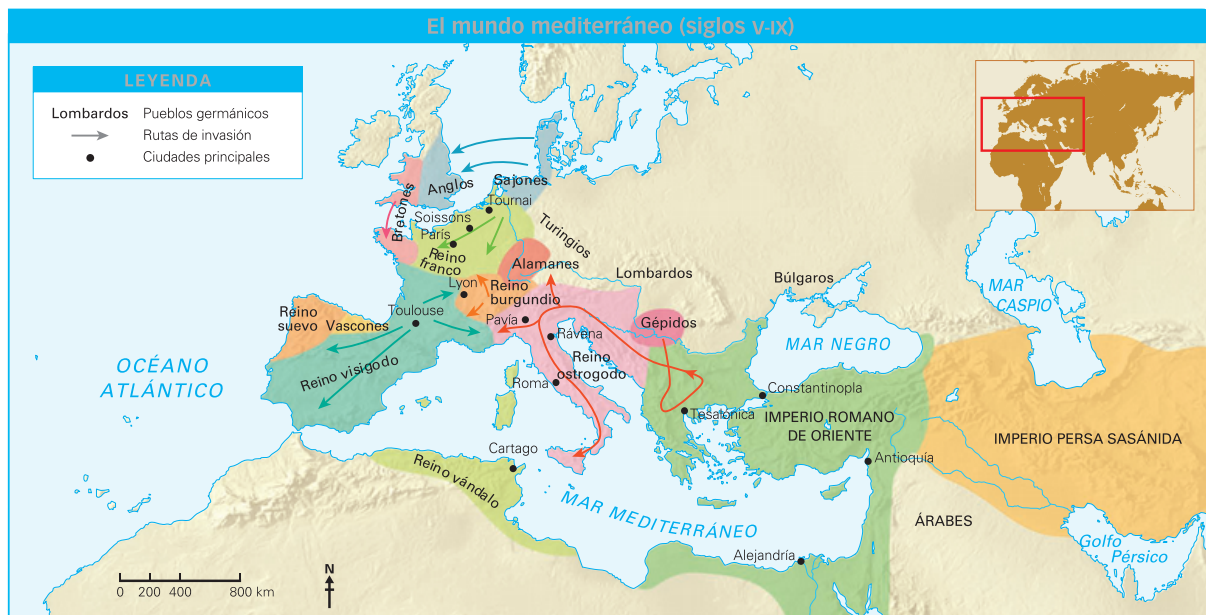 El mundo mediterráneo (siglos V-IX)
LEYENDA
Lombardos Pueblos germánicos
Rutas de invasión
Ciudades principales
Bretones
Anglos
Sajones
Tournai
Soissons
París
Reino
franco
Turingios
Alamanes
Lombardos
Búlgaros
MAR
CASPIO
Lyon
Reino
burgundio
Reino
suevo
Vascones
Toulouse
Pavía
Gépidos
Rávena
MAR NEGRO
OCÉANO
ATLÁNTICO
Reino visigodo
Reino
ostrogodo
Roma
Constantinopla
Tesalónica
IMPERIO ROMANO
DE ORIENTE
IMPERIO PERSA SASÁNIDA
Cartago
Antioquía
Reino vándalo
MAR MEDITERRÁNEO
ÁRABES
Golfo
Pérsico
Alejandría
N
0 200 400 800 km